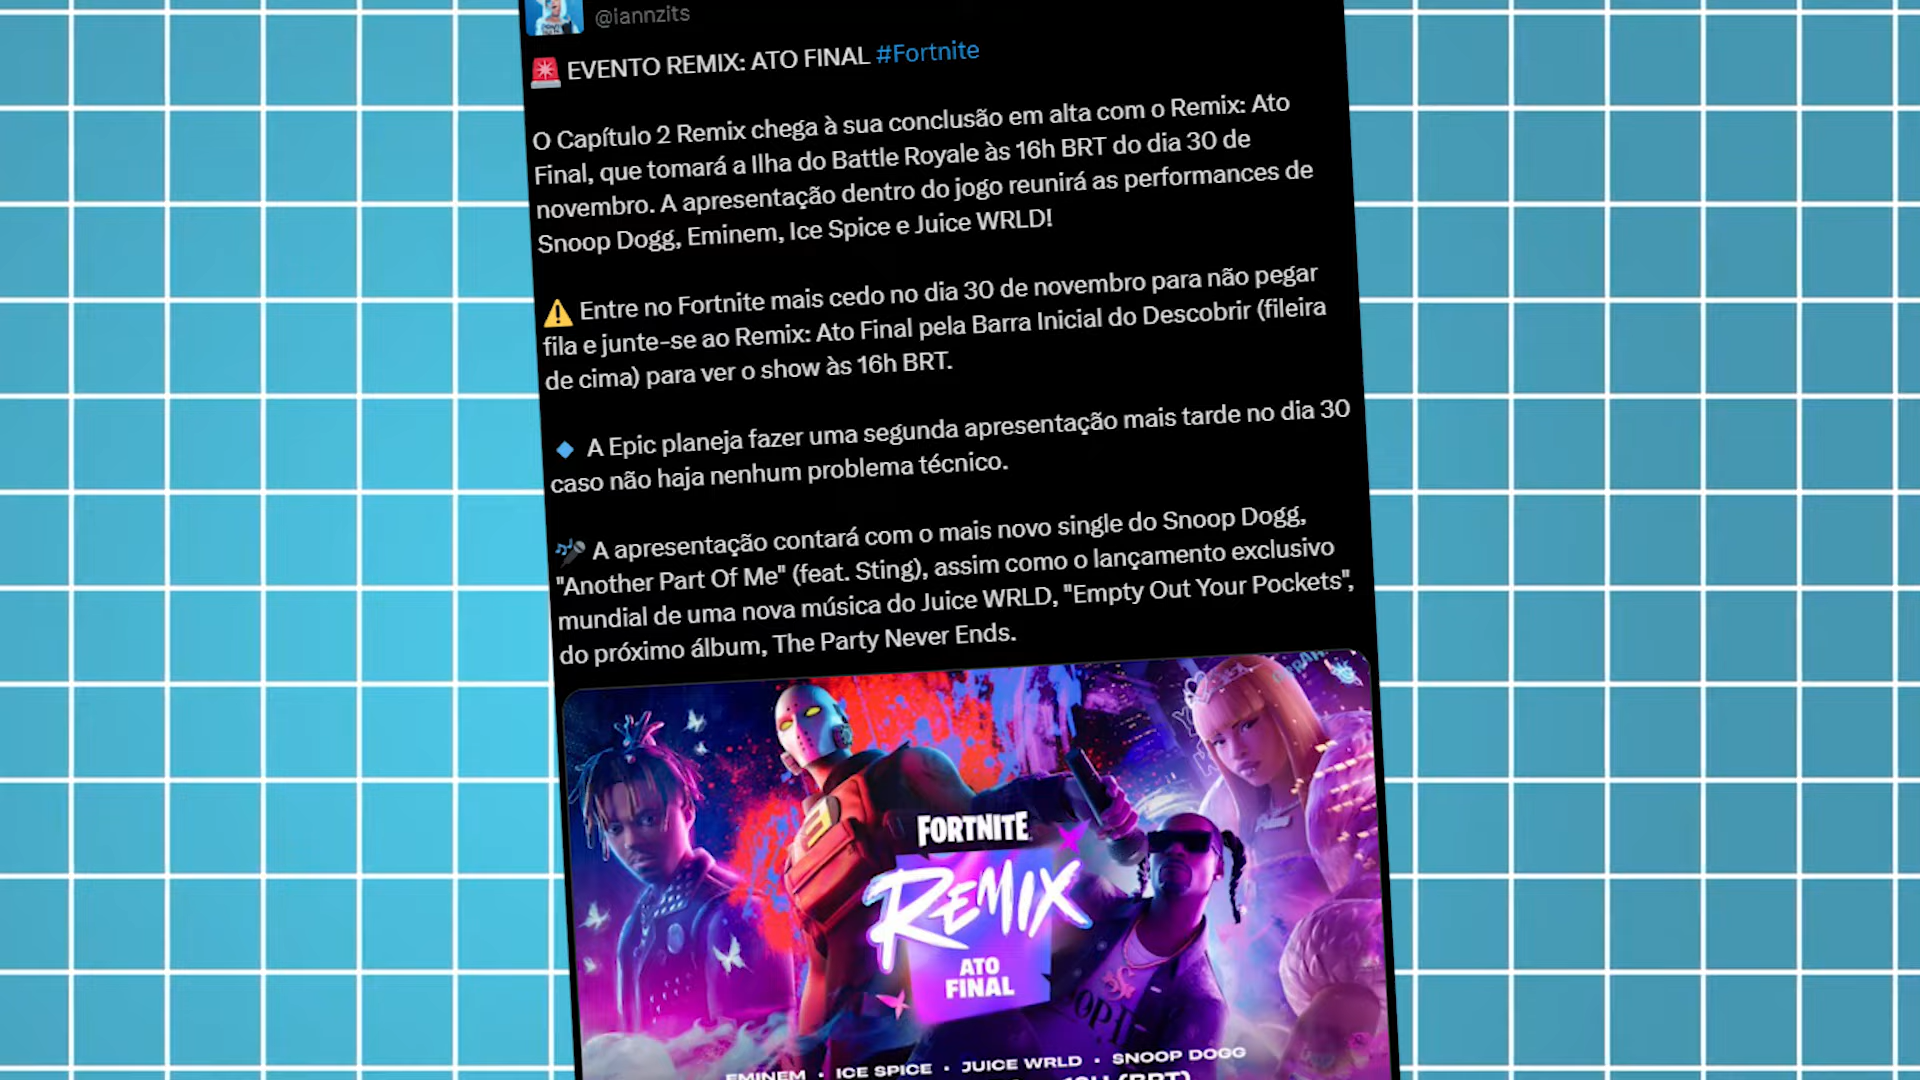 @iannzits
EVENTO REMIX: ATO FINAL #Fortnite
O Capítulo 2 Remix chega à sua conclusão em alta com o Remix: Ato
Final, que tomará a Ilha do Battle Royale às 16h BRT do dia 30 de
novembro. A apresentação dentro do jogo reunirá as performances de
Snoop Dogg, Eminem, Ice Spice e Juice WRLD!
Entre no Fortnite mais cedo no dia 30 de novembro para não pegar
fila e junte-se ao Remix: Ato Final pela Barra Inicial do Descobrir (fileira
de cima) para ver o show às 16h BRT.
A Epic planeja fazer uma segunda apresentação mais tarde no dia 30
caso não haja nenhum problema técnico.
A apresentação contará com o mais novo single do Snoop Dogg,
"Another Part Of Me" (feat. Sting), assim como o lançamento exclusivo
mundial de uma nova música do Juice WRLD, "Empty Out Your Pockets",
do próximo álbum, The Party Never Ends.
FORTNITE
REMIX
ATO
FINAL
EMINEM · ICE SPICE · JUICE WRLD · SNOOP DOGG
(BRT)